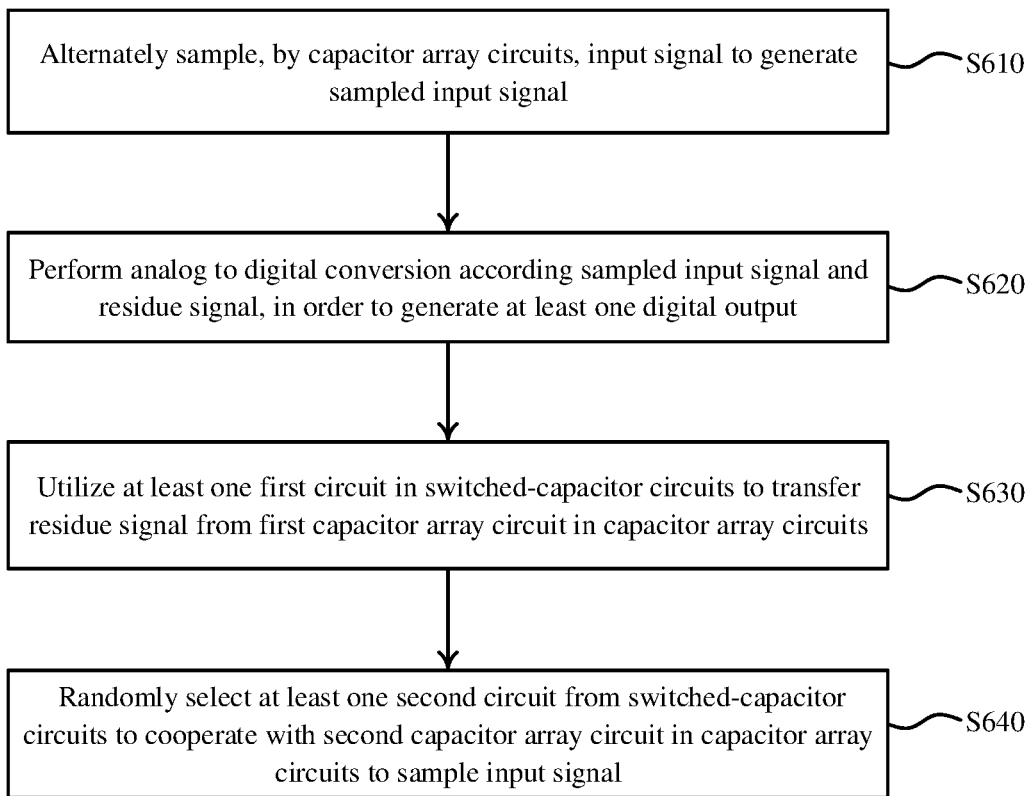 Alternately sample, by capacitor array circuits, input signal to generate
sampled input signal
S610
Perform analog to digital conversion according sampled input signal and
residue signal, in order to generate at least one digital output
S620
Utilize at least one first circuit in switched-capacitor circuits to transfer
residue signal from first capacitor array circuit in capacitor array circuits
S630
Randomly select at least one second circuit from switched-capacitor
circuits to cooperate with second capacitor array circuit in capacitor array
circuits to sample input signal
S640